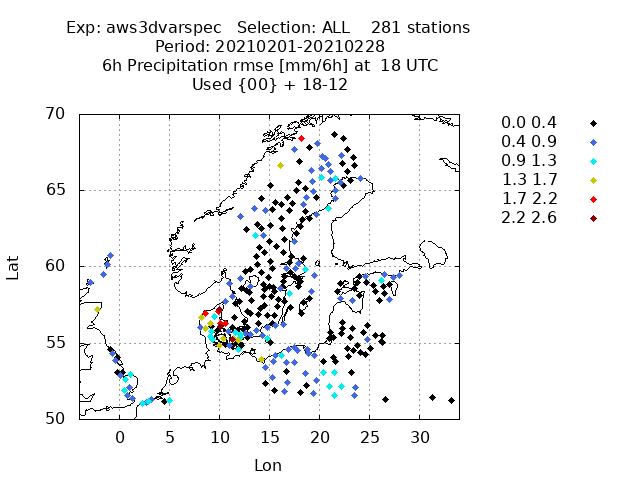 Exp: aws3dvarspec Selection: ALL 281 stations
Period: 20210201-20210228
6h Precipitation rmse [mm/6h] at 18 UTC
Used {00} + 18-12
70
65
60
55
50
Lat
0 5 10 15 20 25 30
Lon
0.0 0.4
0.4 0.9
0.9 1.3
1.3 1.7
1.7 2.2
2.2 2.6